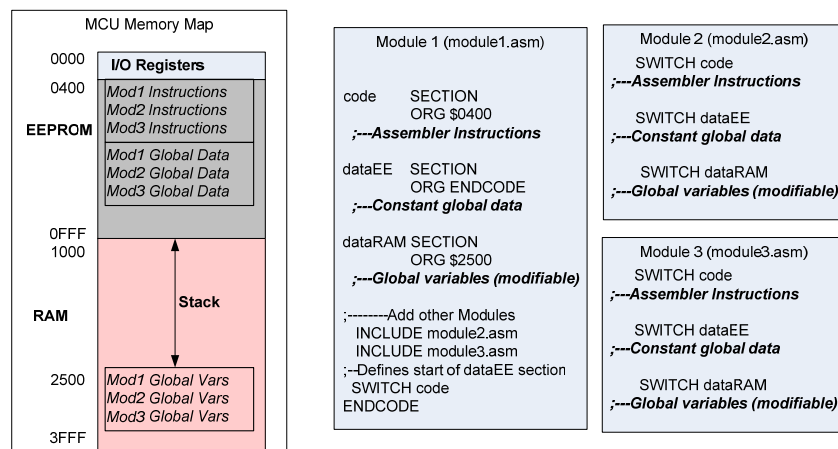 MCU Memory Map
0000
I/O Registers
0400
Mod1 Instructions
Mod2 Instructions
Mod3 Instructions
EEPROM
Mod1 Global Data
Mod2 Global Data
Mod3 Global Data
0FFF
1000
Stack
RAM
2500
Mod1 Global Vars
Mod2 Global Vars
Mod3 Global Vars
3FFF
Module 1 (module1.asm)
code SECTION
ORG $0400
;---Assembler Instructions
dataEE SECTION
ORG ENDCODE
;---Constant global data
dataRAM SECTION
ORG $2500
;---Global variables (modifiable)
;--------Add other Modules
INCLUDE module2.asm
INCLUDE module3.asm
;--Defines start of dataEE section
SWITCH code
ENDCODE
Module 2 (module2.asm)
SWITCH code
;---Assembler Instructions
SWITCH dataEE
;---Constant global data
SWITCH dataRAM
;---Global variables (modifiable)
Module 3 (module3.asm)
SWITCH code
;---Assembler Instructions
SWITCH dataEE
;---Constant global data
SWITCH dataRAM
;---Global variables (modifiable)